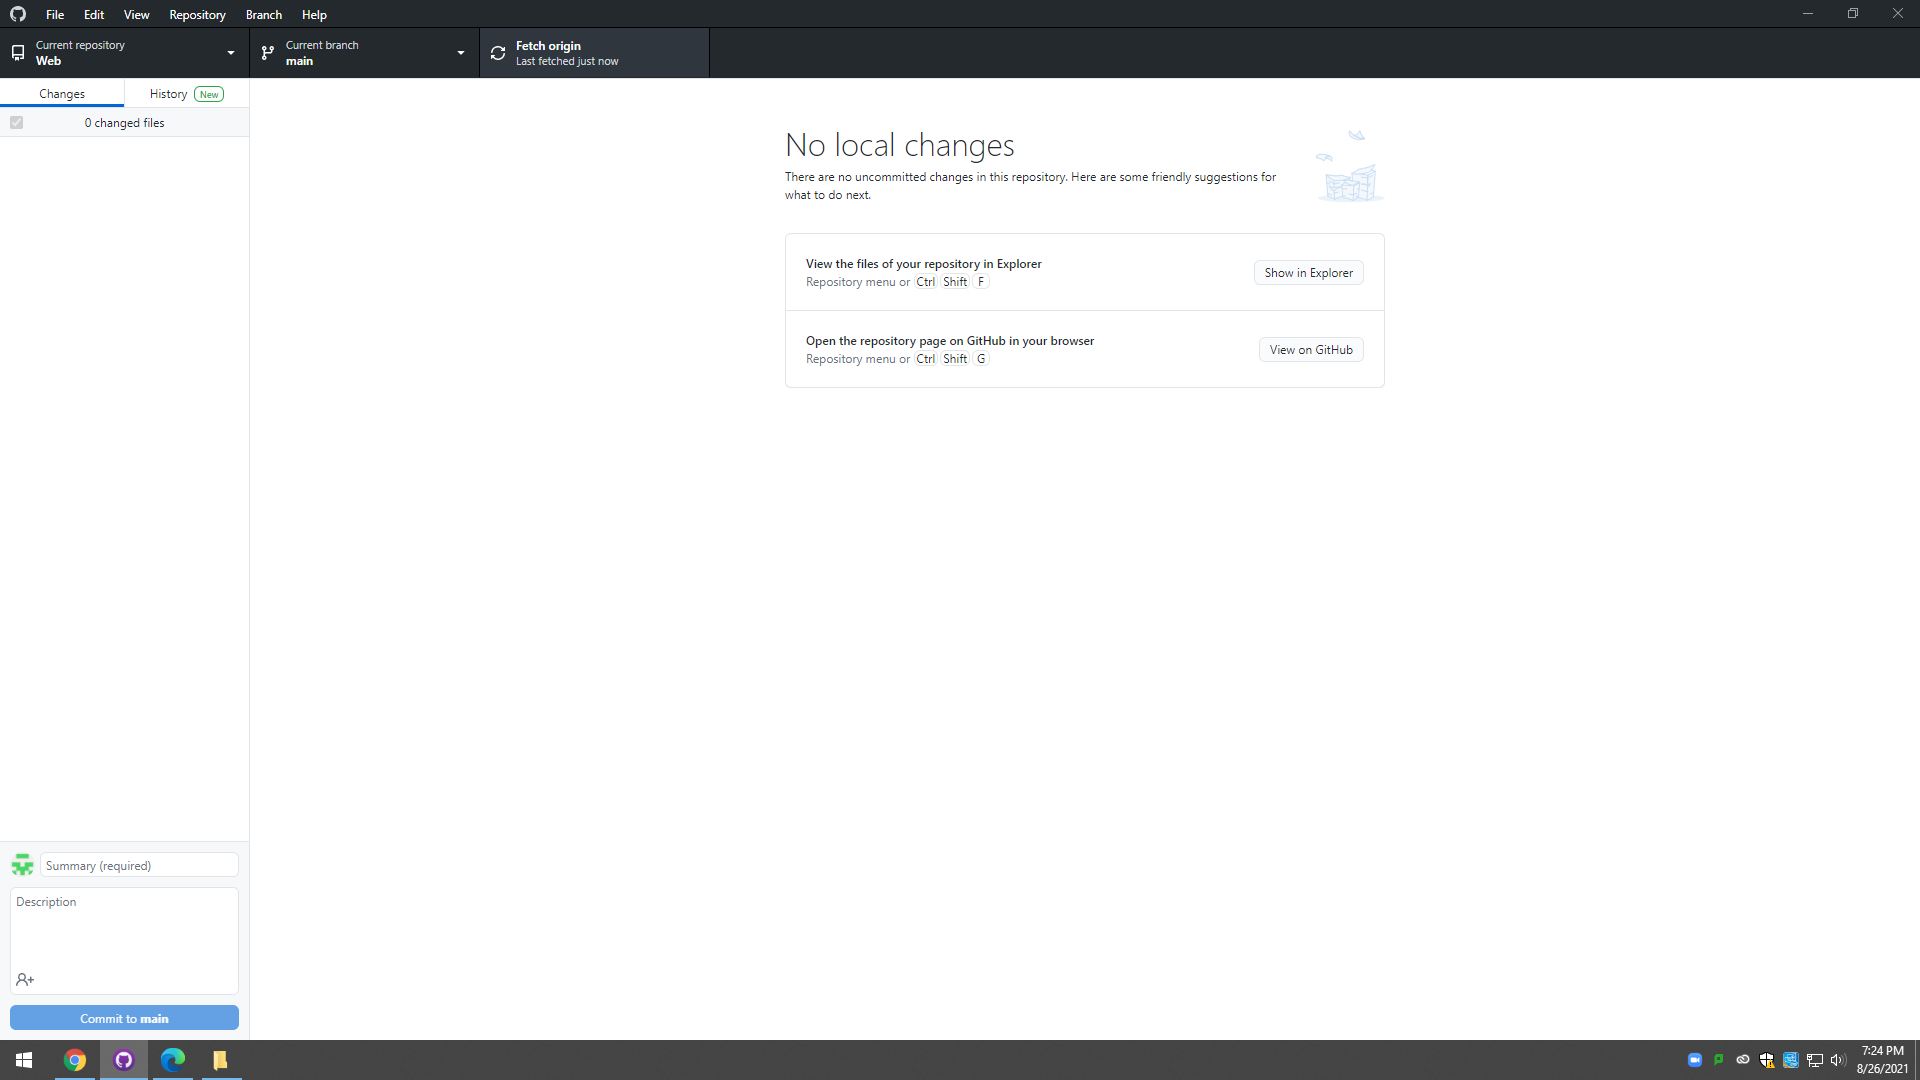 File Edit View Repository Branch Help
Current repository
Web
Current branch
main
Fetch origin
Last fetched just now
Changes
History New
0 changed files
No local changes
There are no uncommitted changes in this repository. Here are some friendly suggestions for
what to do next.
View the files of your repository in Explorer
Repository menu or Ctrl Shift F
Show in Explorer
Open the repository page on GitHub in your browser
Repository menu or Ctrl Shift G
View on GitHub
Summary (required)
Description
Commit to main
7:24 PM
8/26/2021